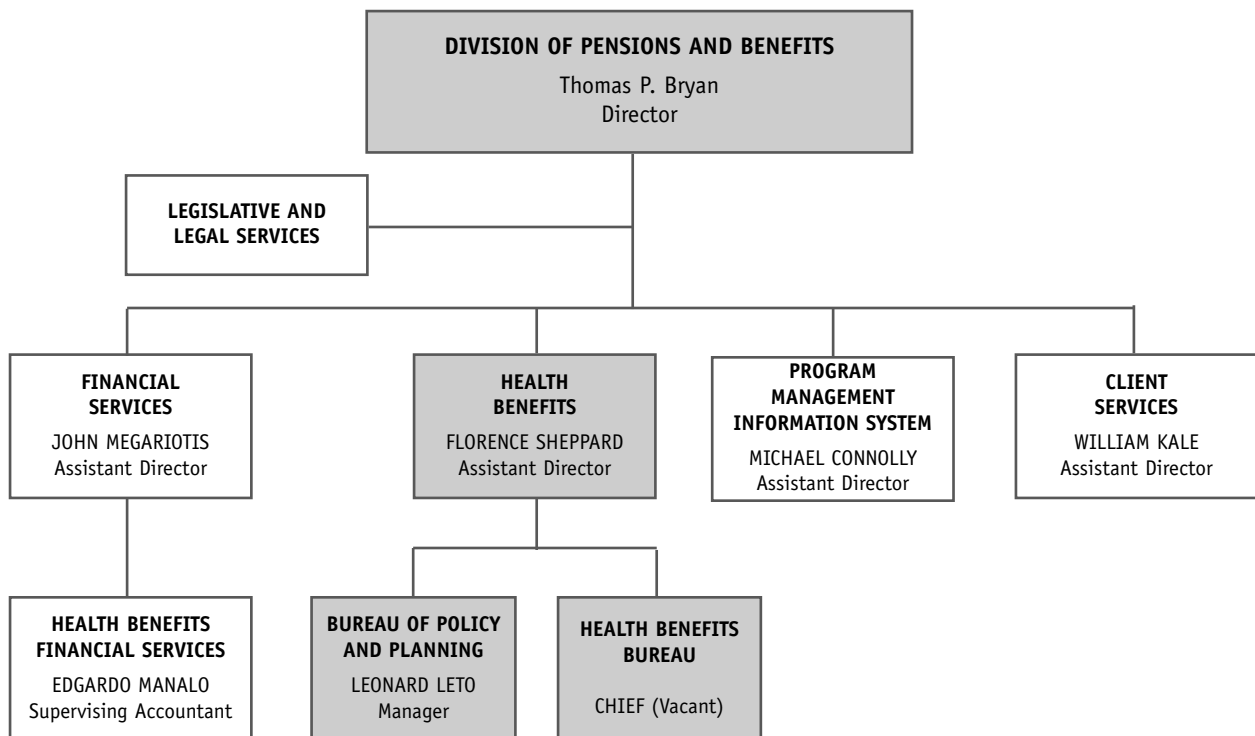 DIVISION OF PENSIONS AND BENEFITS
Thomas P. Bryan
Director
LEGISLATIVE AND
LEGAL SERVICES
FINANCIAL
SERVICES
JOHN MEGARIOTIS
Assistant Director
HEALTH
BENEFITS
FLORENCE SHEPPARD
Assistant Director
PROGRAM
MANAGEMENT
INFORMATION SYSTEM
MICHAEL CONNOLLY
Assistant Director
CLIENT
SERVICES
WILLIAM KALE
Assistant Director
HEALTH BENEFITS
FINANCIAL SERVICES
EDGARDO MANALO
Supervising Accountant
BUREAU OF POLICY
AND PLANNING
LEONARD LETO
Manager
HEALTH BENEFITS
BUREAU
CHIEF (Vacant)